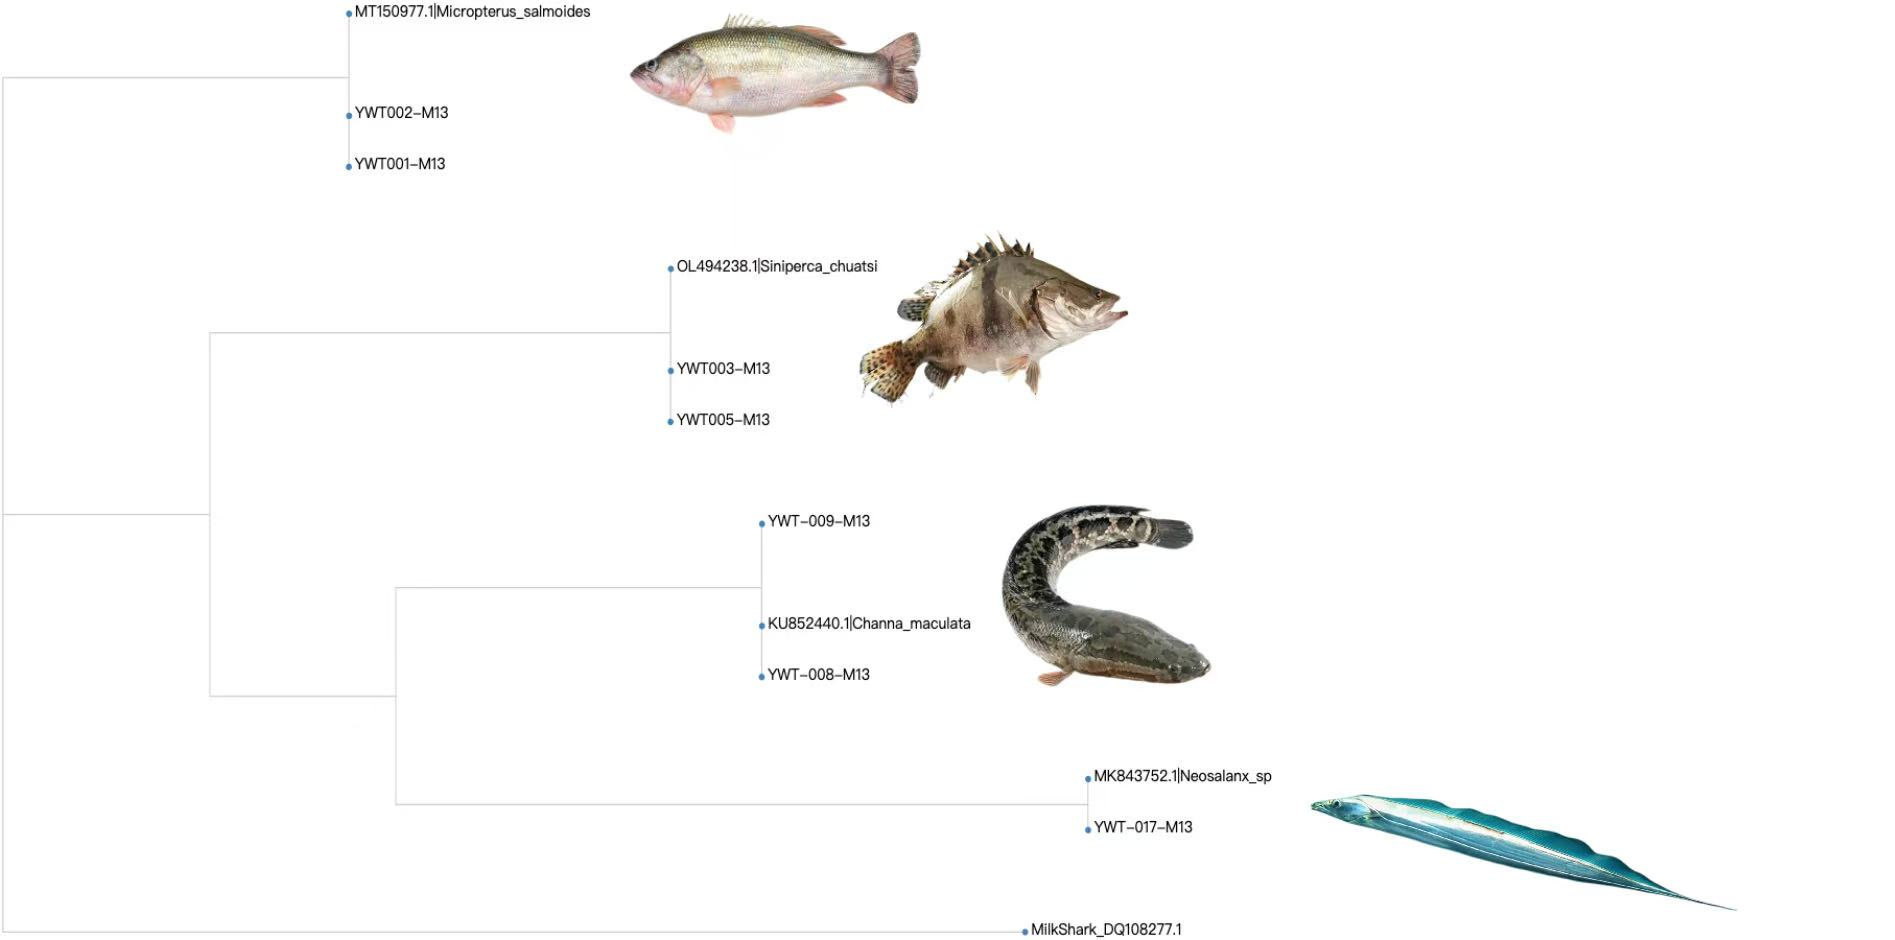 MT150977.1|Micropterus_salmoides
YWT002-M13
YWT001-M13
OL494238.1|Siniperca_chuatsi
YWT003-M13
YWT005-M13
YWT-009-M13
KU852440.1|Channa_maculata
YWT-008-M13
MK843752.1|Neosalanx_sp
YWT-017-M13
MilkShark_DQ108277.1